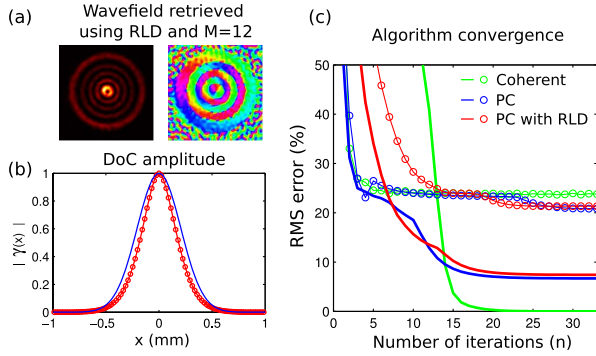 (a)
Wavefield retrieved
using RLD and M=12
(b)
DoC amplitude
1
0.8
0.6
0.4
0.2
0
| γ(x) |
−1
−0.5
0
0.5
1
x (mm)
(c)
Algorithm convergence
50
40
30
20
10
0
RMS error (%)
Coherent
PC
PC with RLD
0
5
10
15
20
25
30
Number of iterations (n)